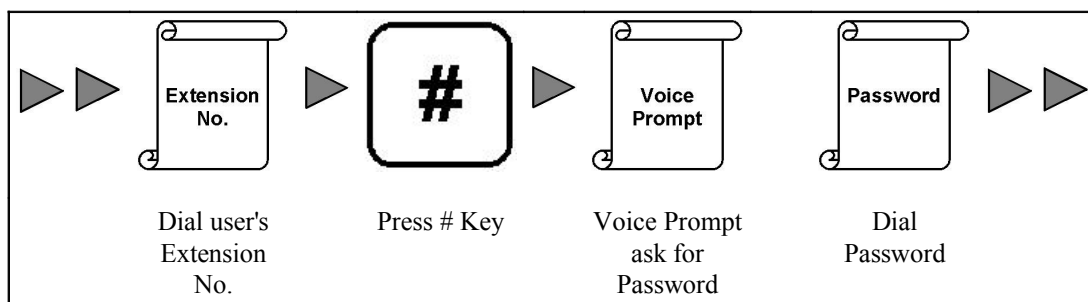 Extension
No.
#
Voice
Prompt
Password
Dial user's
Extension
No.
Press # Key
Voice Prompt
ask for
Password
Dial
Password